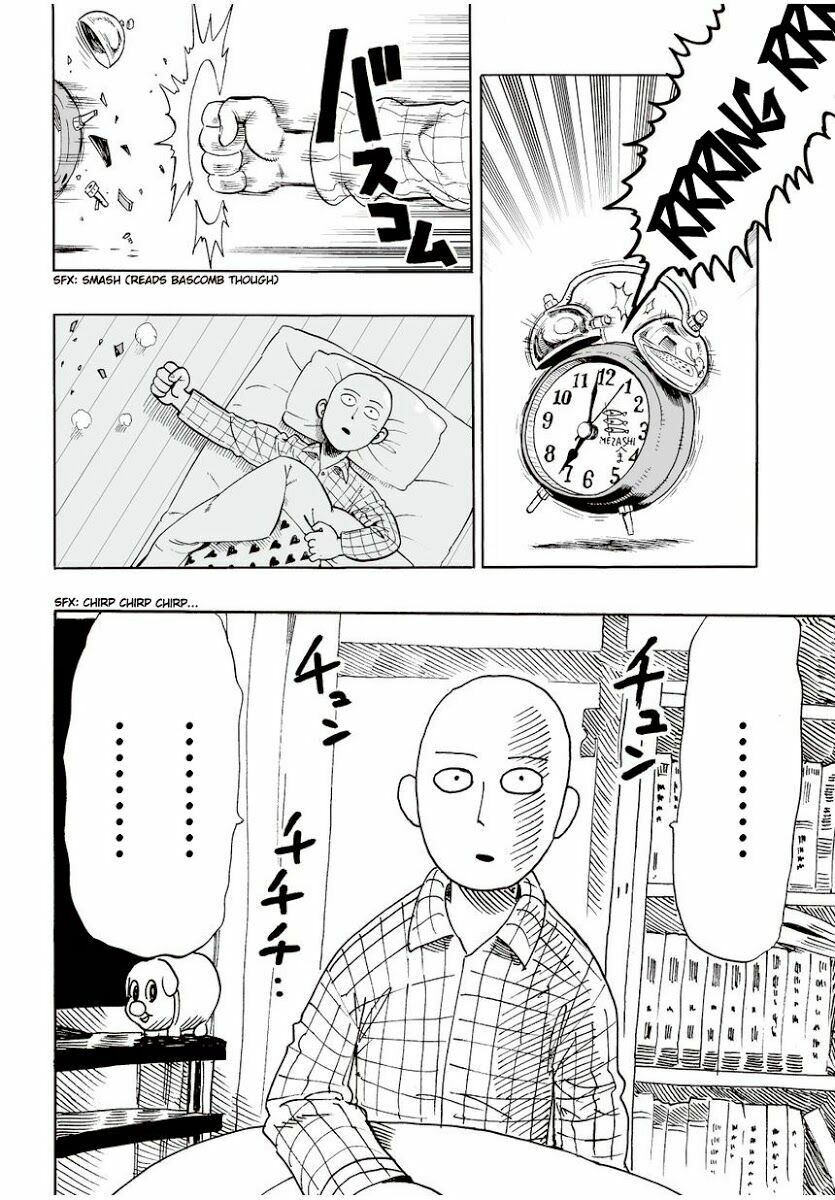 RRRRING RRR
11
12
1
10
2
9
3
8
4
7
6
5
MEZASHI
バスコム
SFX: SMASH (READS BASCOMB THOUGH)
SFX: CHIRP CHIRP CHIRP...
.........
チュン
チュン
チチチ..
.........
.........